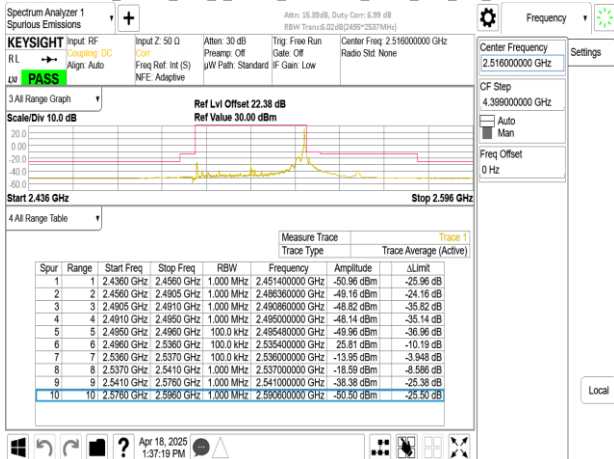 Spectrum Analyzer 1
Spurious Emissions
Attn: 15.39dB, Duty Corr: 6.99 dB
RBW Trans:6.02dB(2495~2537MHz)
Frequency
KEYSIGHT
RL
PASS
Input: RF
Coupling: DC
Align: Auto
Input Z: 50 Ω
Corr
Freq Ref: Int (S)
NFE: Adaptive
Atten: 30 dB
Preamp: Off
µW Path: Standard
Trig: Free Run
Gate: Off
IF Gain: Low
Center Freq: 2.516000000 GHz
Radio Std: None
Center Frequency
2.516000000 GHz
Settings
CF Step
4.399000000 GHz
Auto
Man
Freq Offset
0 Hz
Local
3 All Range Graph
Scale/Div 10.0 dB
Ref Lvl Offset 22.38 dB
Ref Value 30.00 dBm
20.0
0.00
-20.0
-40.0
-60.0
Start 2.436 GHz
Stop 2.596 GHz
4 All Range Table
Measure Trace Trace 1
Trace Type Trace Average (Active)
Spur Range Start Freq Stop Freq RBW Frequency Amplitude ΔLimit
1 1 2.4360 GHz 2.4560 GHz 1.000 MHz 2.451400000 GHz -50.96 dBm -25.96 dB
2 2 2.4560 GHz 2.4905 GHz 1.000 MHz 2.486360000 GHz -49.16 dBm -24.16 dB
3 3 2.4905 GHz 2.4910 GHz 1.000 MHz 2.490860000 GHz -48.82 dBm -35.82 dB
4 4 2.4910 GHz 2.4950 GHz 1.000 MHz 2.495000000 GHz -48.14 dBm -35.14 dB
5 5 2.4950 GHz 2.4960 GHz 100.0 kHz 2.495480000 GHz -49.96 dBm -36.96 dB
6 6 2.4960 GHz 2.5360 GHz 100.0 kHz 2.535400000 GHz 25.81 dBm -10.19 dB
7 7 2.5360 GHz 2.5370 GHz 100.0 kHz 2.536000000 GHz -13.95 dBm -3.948 dB
8 8 2.5370 GHz 2.5410 GHz 1.000 MHz 2.537000000 GHz -18.59 dBm -8.586 dB
9 9 2.5410 GHz 2.5760 GHz 1.000 MHz 2.541000000 GHz -38.38 dBm -25.38 dB
10 10 2.5760 GHz 2.5960 GHz 1.000 MHz 2.590600000 GHz -50.50 dBm -25.50 dB
Apr 18, 2025
1:37:19 PM